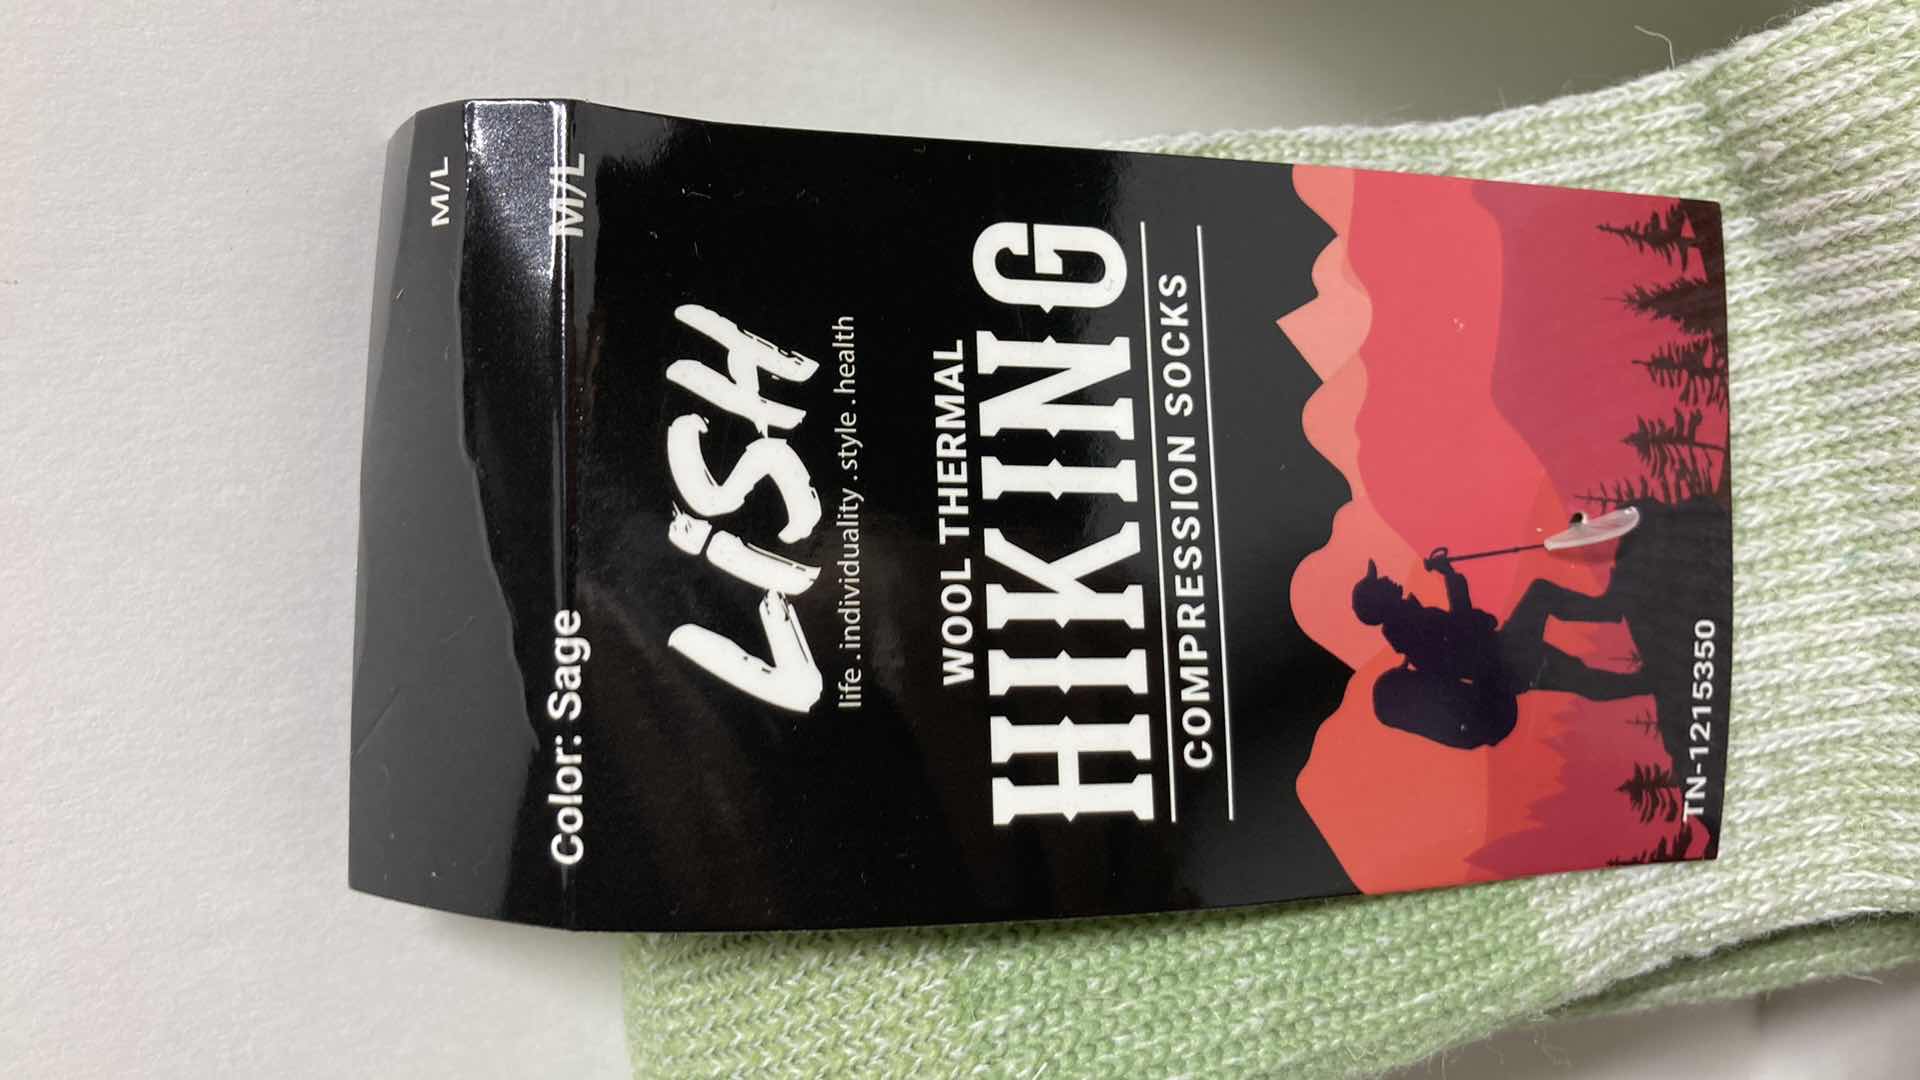 M/L
Color: Sage M/L
LiSH
life.individuality.style.health
WOOL THERMAL
HIKING
COMPRESSION SOCKS
TN-1215350